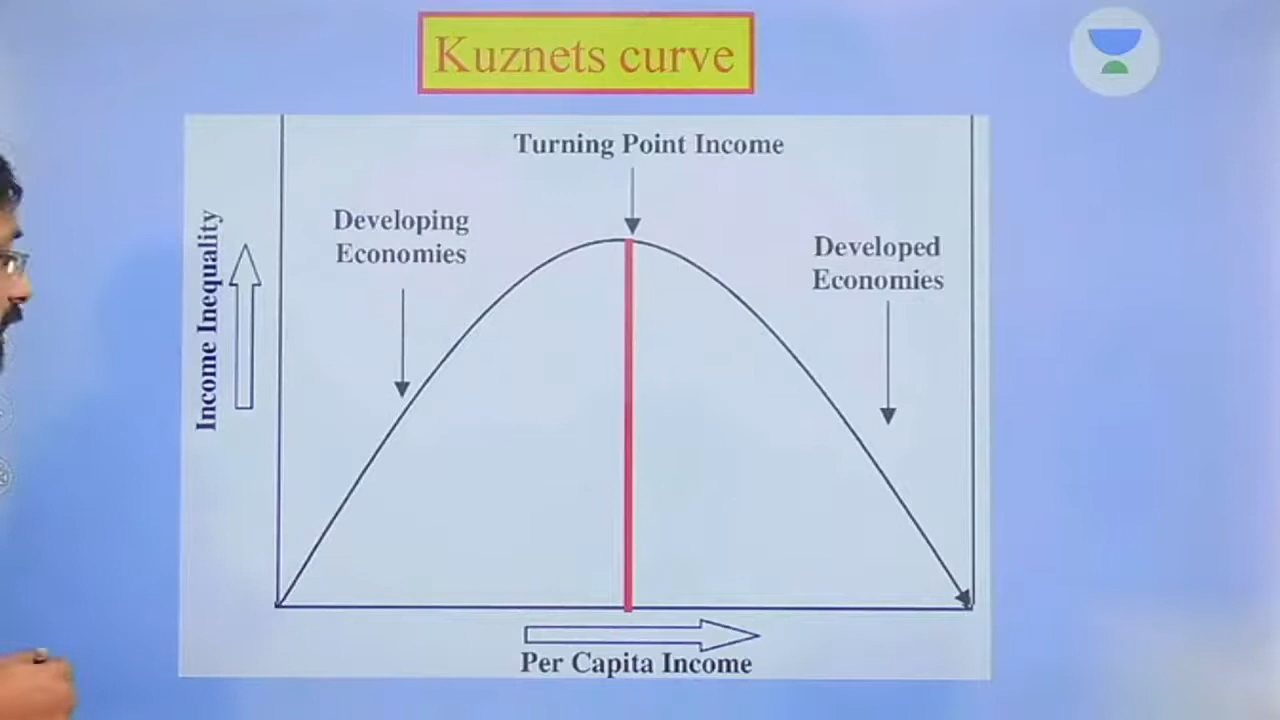 Kuznets curve
Turning Point Income
Developing
Economies
Developed
Economies
Income Inequality
Per Capita Income